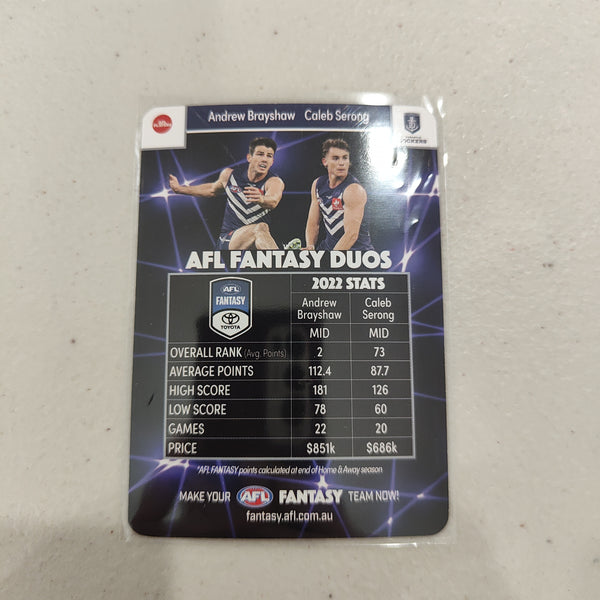 Andrew Brayshaw Caleb Serong
AFL FANTASY DUOS
AFL
FANTASY
TOYOTA
2022 STATS
Andrew Brayshaw Caleb Serong
MID MID
OVERALL RANK (Avg. Points) 2 73
AVERAGE POINTS 112.4 87.7
HIGH SCORE 181 126
LOW SCORE 78 60
GAMES 22 20
PRICE $851k $686k
*AFL FANTASY points calculated at end of Home & Away season
MAKE YOUR AFL FANTASY TEAM NOW!
fantasy.afl.com.au